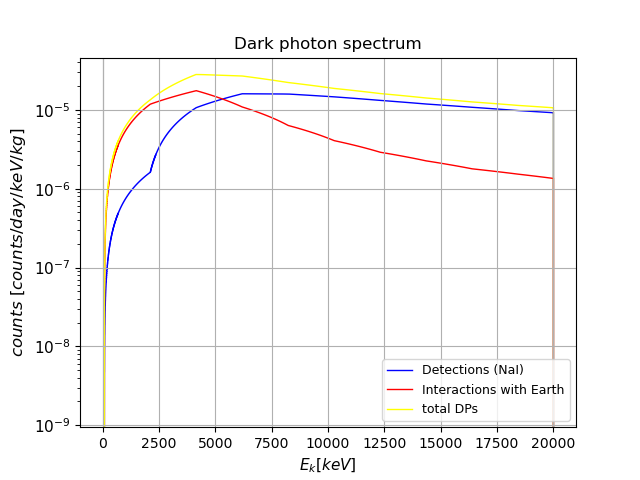 Dark photon spectrum
counts [counts/day/keV/kg]
10⁻⁵
10⁻⁶
10⁻⁷
10⁻⁸
10⁻⁹
0 2500 5000 7500 10000 12500 15000 17500 20000
E_k[keV]
Detections (NaI)
Interactions with Earth
total DPs